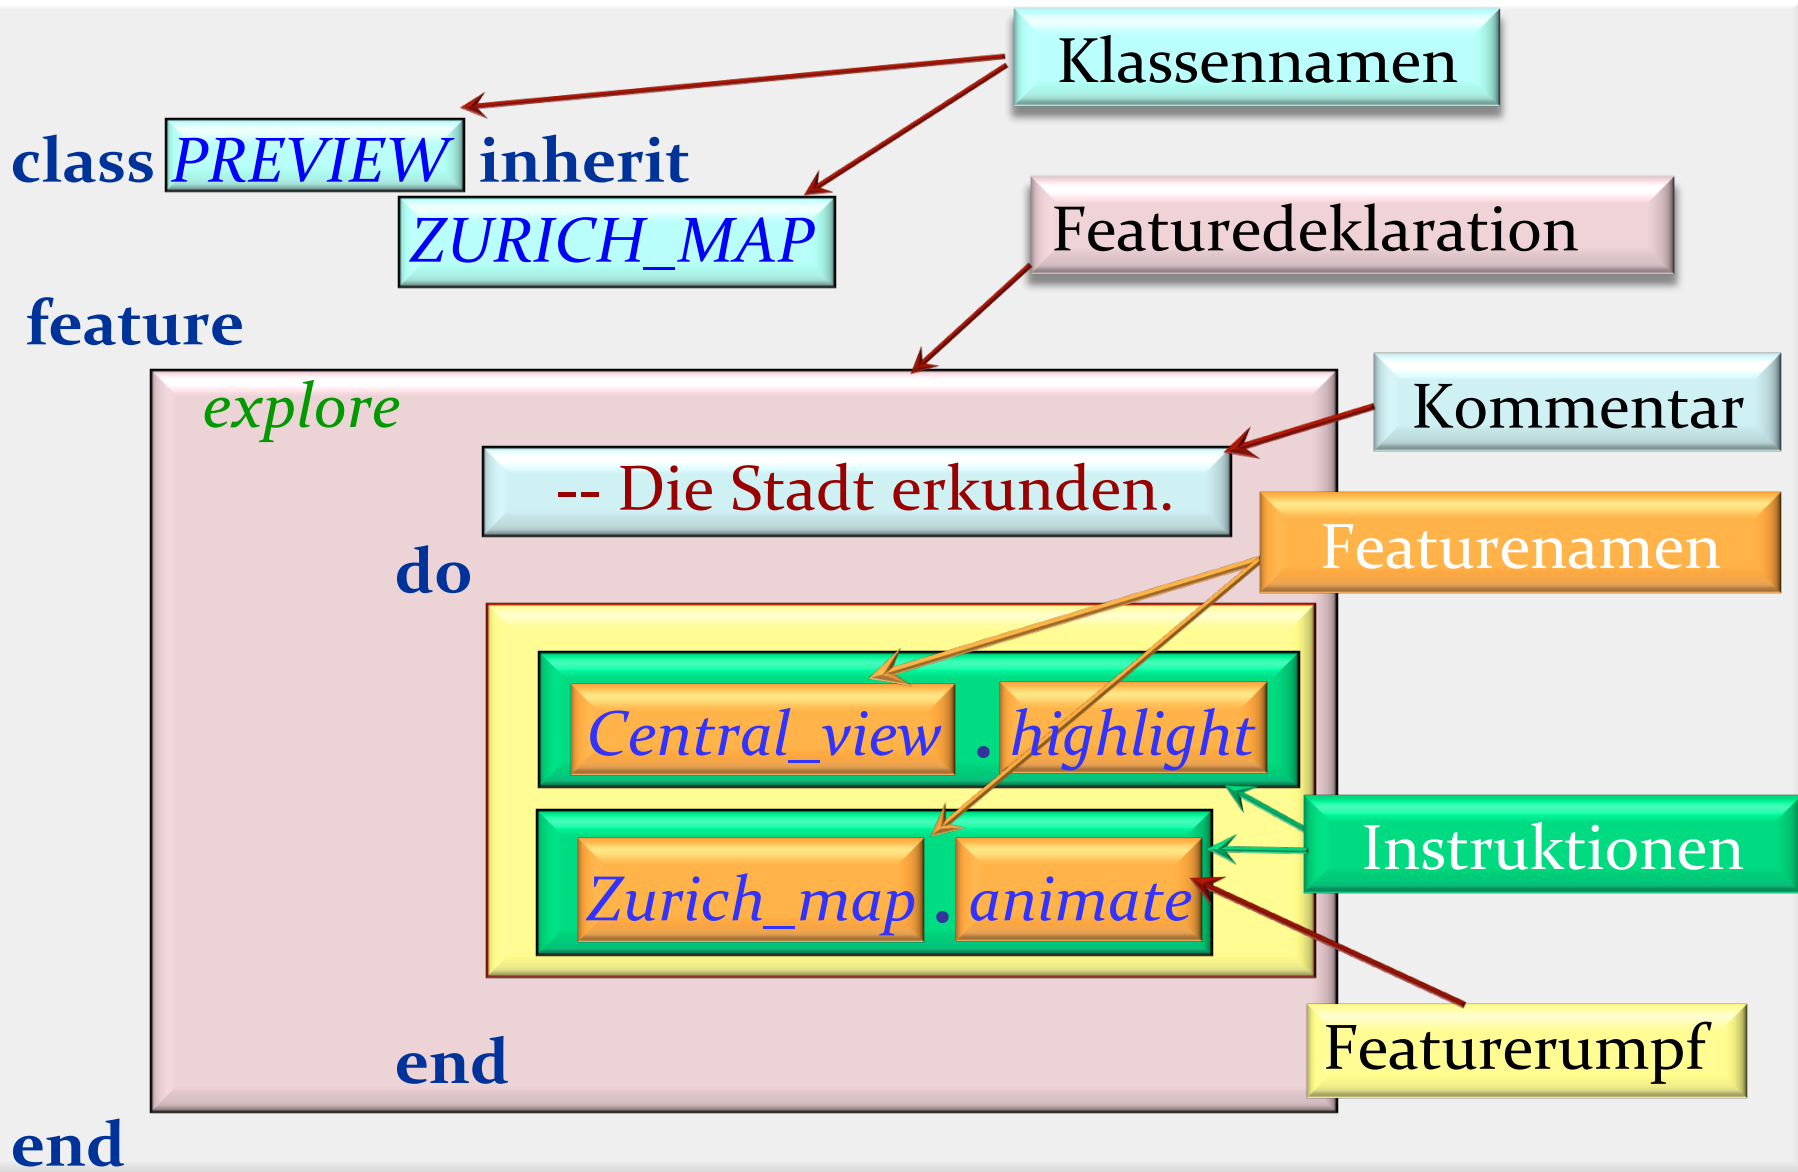 Klassennamen
class PREVIEW inherit
ZURICH_MAP
Featuredeklaration
feature
explore
Kommentar
-- Die Stadt erkunden.
Featurenamen
do
Central_view . highlight
Instruktionen
Zurich_map . animate
Featurerumpf
end
end